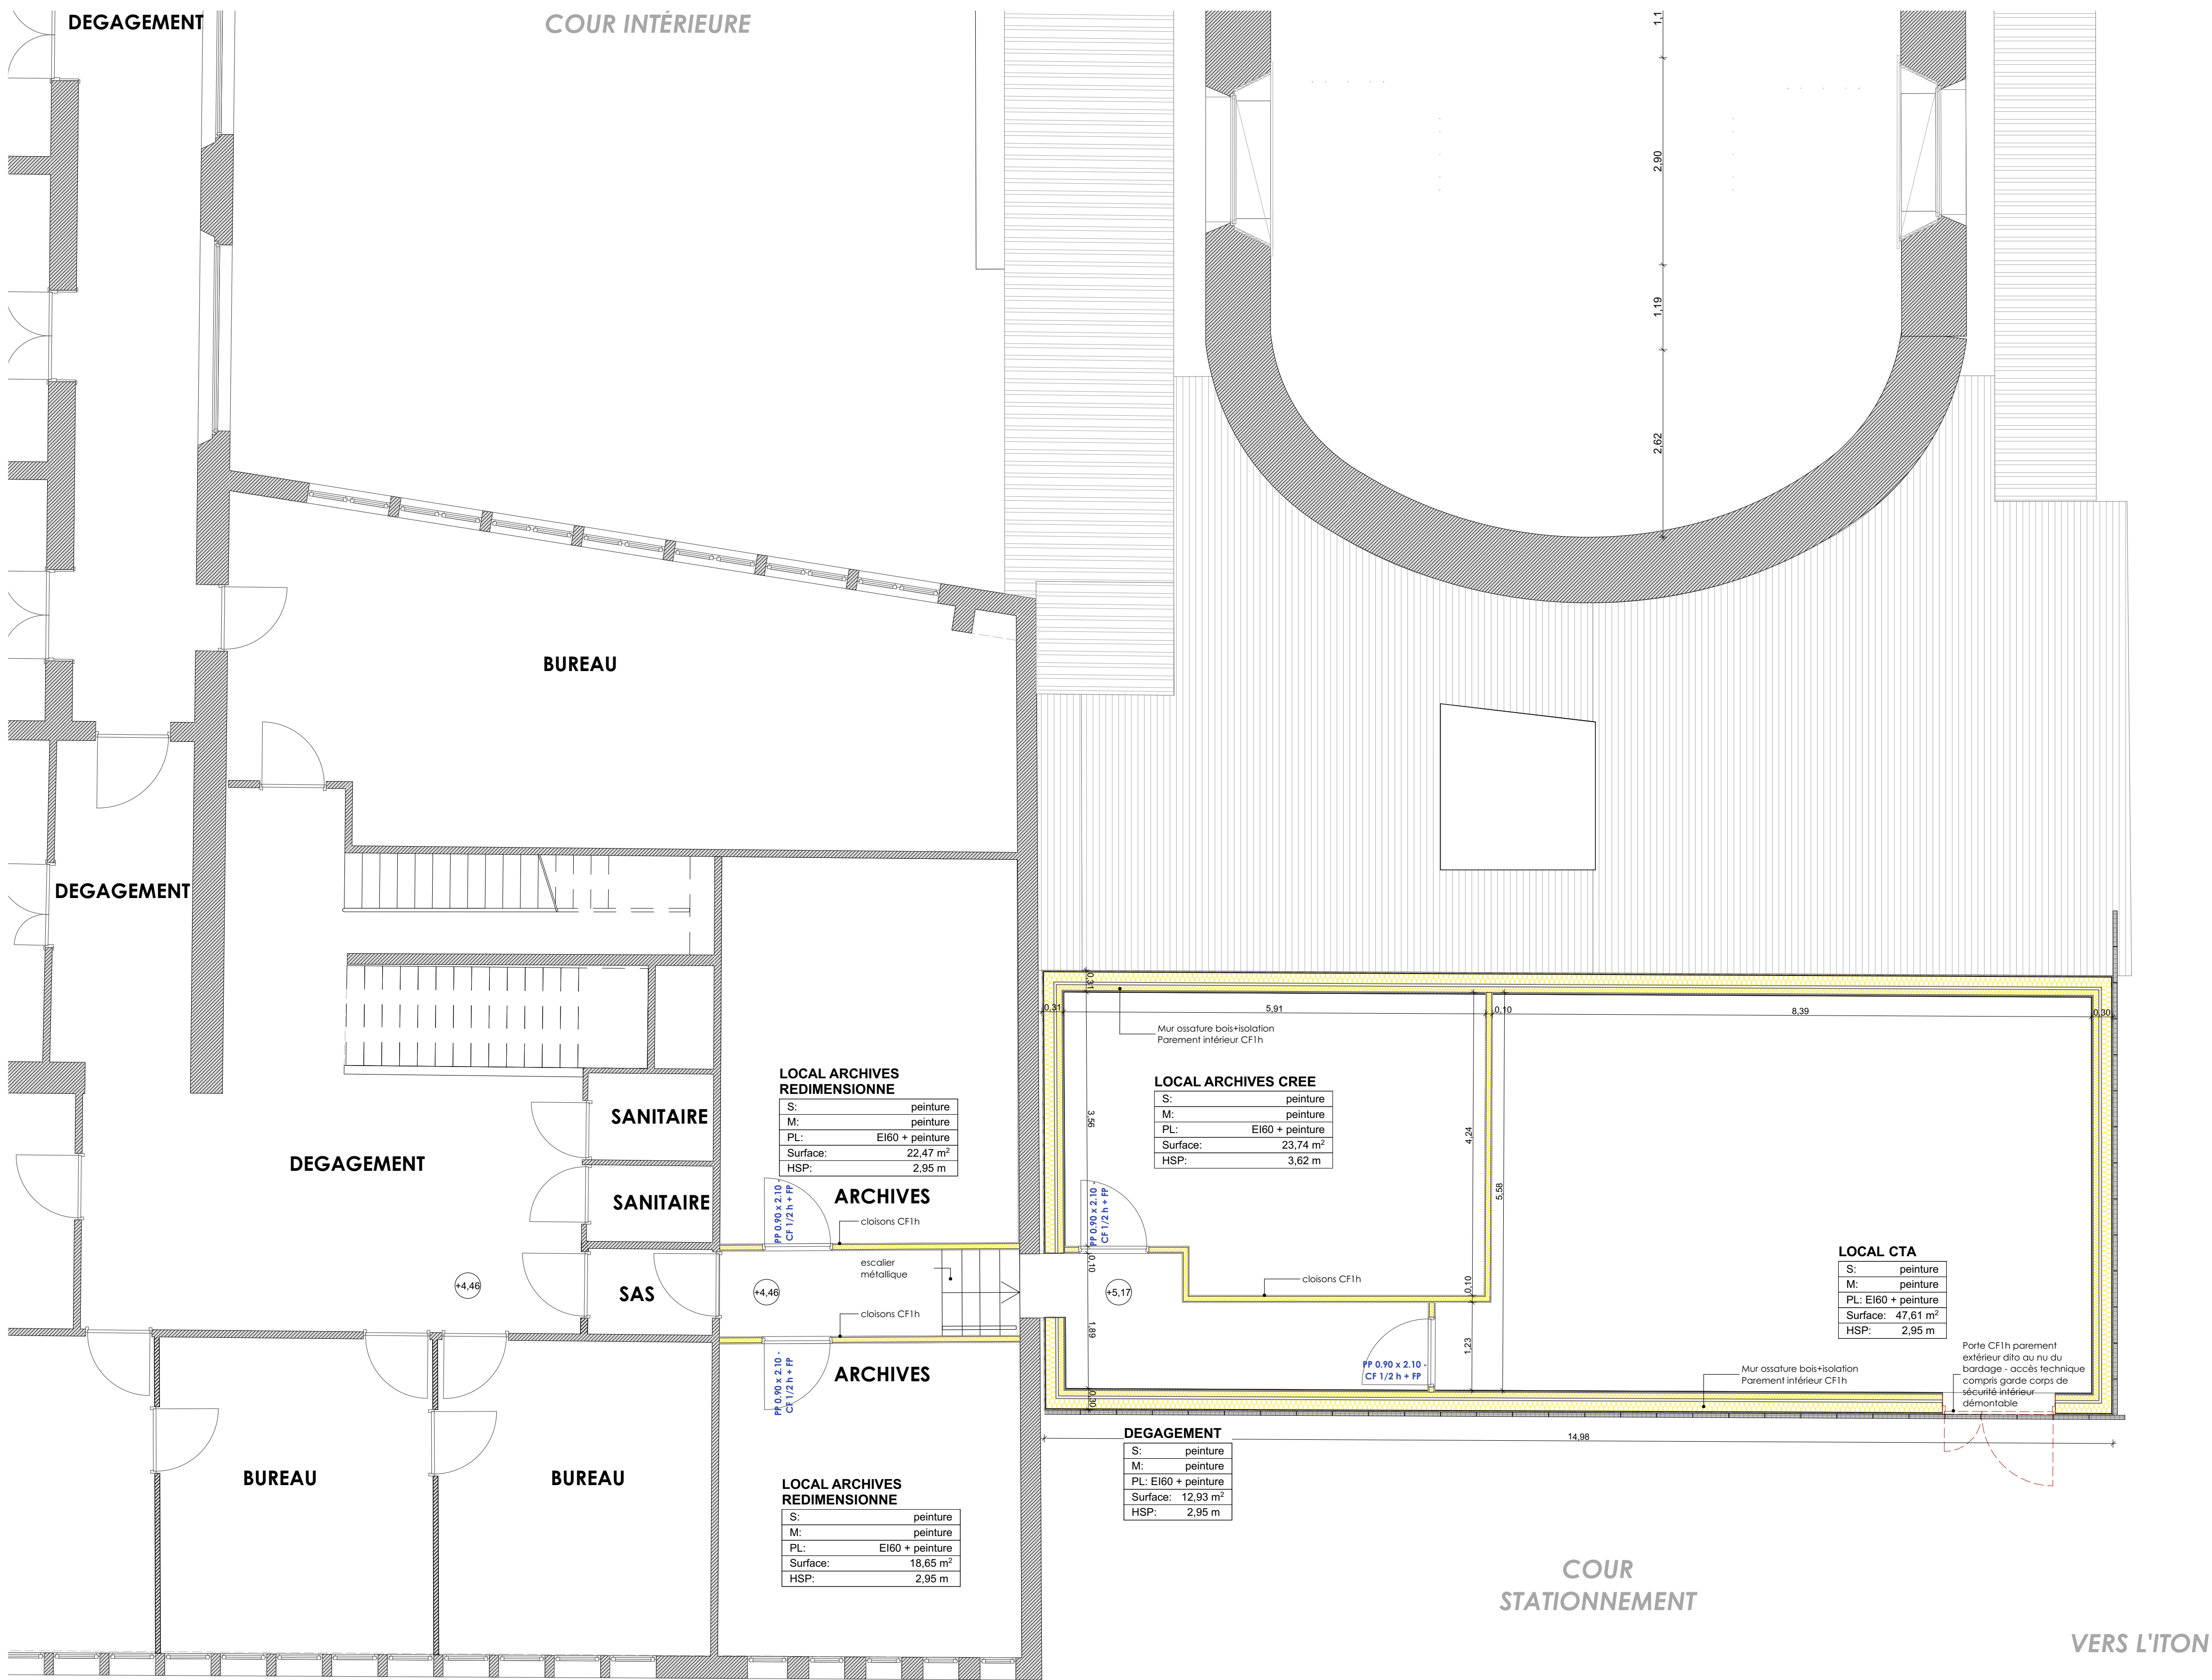 DEGAGEMENT
COUR INTÉRIEURE
1,1
2,90
1,19
2,62
BUREAU
DEGAGEMENT
0,31
0,31
5,91
0,10
8,39
0,30
Mur ossature bois+isolation
Parement intérieur CF1h
LOCAL ARCHIVES
REDIMENSIONNE
S: peinture
M: peinture
PL: EI60 + peinture
Surface: 22,47 m²
HSP: 2,95 m
LOCAL ARCHIVES CREE
S: peinture
M: peinture
PL: EI60 + peinture
Surface: 23,74 m²
HSP: 3,62 m
3,56
4,24
5,58
SANITAIRE
DEGAGEMENT
SANITAIRE
ARCHIVES
PP 0.90 x 2.10 -
CF 1/2 h + FP
cloisons CF1h
PP 0.90 x 2.10 -
CF 1/2 h + FP
escalier
métallique
0,10
cloisons CF1h
0,10
+4,46
SAS
+4,46
+5,17
cloisons CF1h
1,89
1,23
LOCAL CTA
S: peinture
M: peinture
PL: EI60 + peinture
Surface: 47,61 m²
HSP: 2,95 m
PP 0.90 x 2.10 -
CF 1/2 h + FP
ARCHIVES
PP 0.90 x 2.10 -
CF 1/2 h + FP
Mur ossature bois+isolation
Parement intérieur CF1h
Porte CF1h parement
extérieur dito au nu du
bardage - accès technique
compris garde corps de
sécurité intérieur
démontable
0,30
14,98
DEGAGEMENT
S: peinture
M: peinture
PL: EI60 + peinture
Surface: 12,93 m²
HSP: 2,95 m
BUREAU
BUREAU
LOCAL ARCHIVES
REDIMENSIONNE
S: peinture
M: peinture
PL: EI60 + peinture
Surface: 18,65 m²
HSP: 2,95 m
COUR
STATIONNEMENT
VERS L'ITON